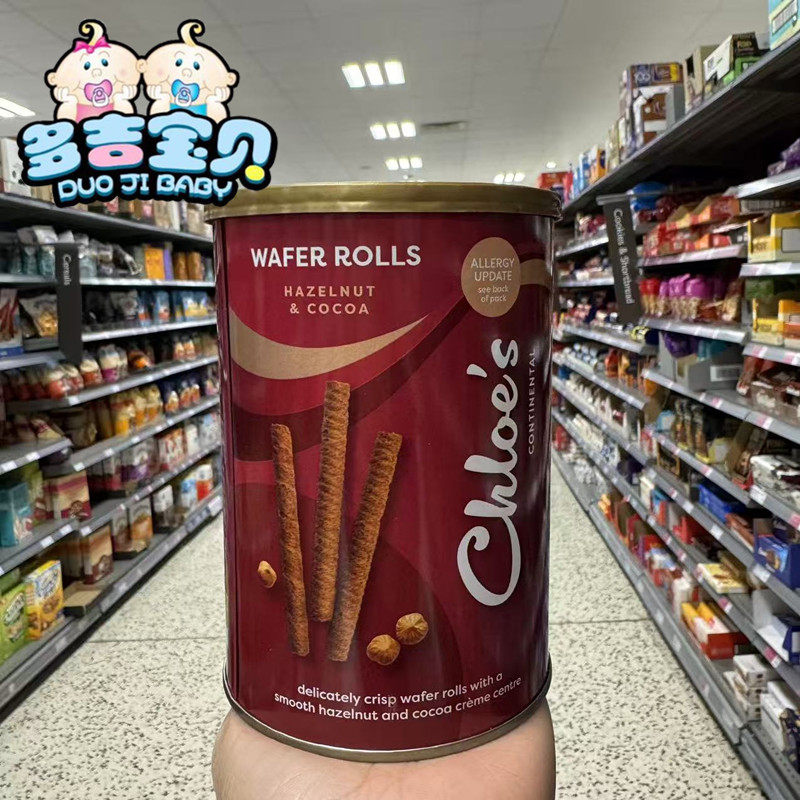 多吉宝贝
DUO JI BABY
WAFER ROLLS
HAZELNUT
& COCOA
ALLERGY
UPDATE
see back
of pack
Chloe's
CONTINENTAL
delicately crisp wafer rolls with a
smooth hazelnut and cocoa crème centre
Cereals
Cookies & Shortbread